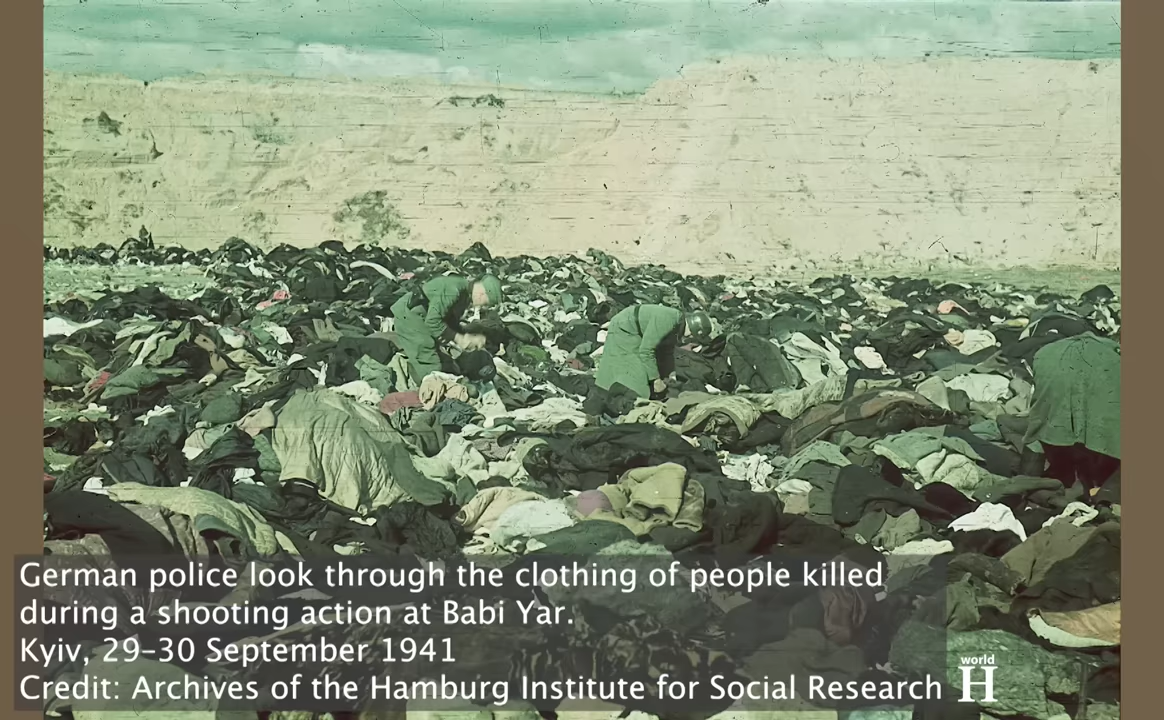 German police look through the clothing of people killed
during a shooting action at Babi Yar.
Kyiv, 29–30 September 1941
Credit: Archives of the Hamburg Institute for Social Research
world
H